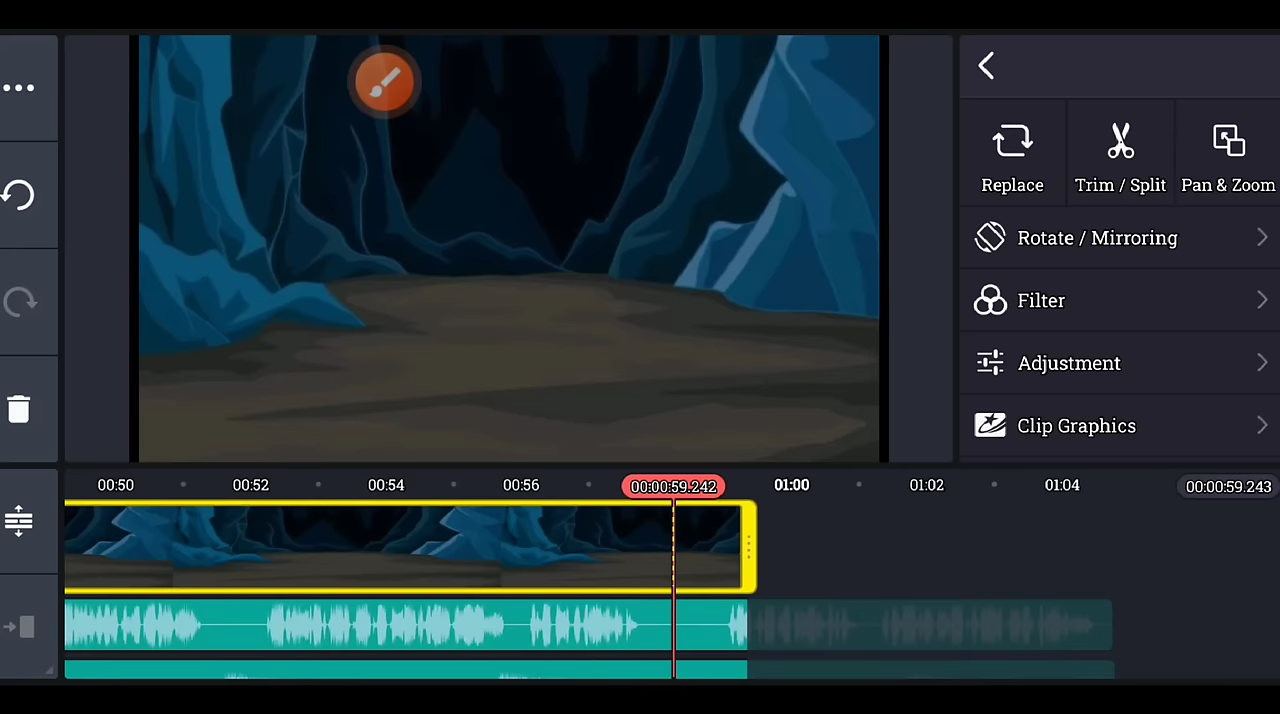 Replace
Trim / Split
Pan & Zoom
Rotate / Mirroring
Filter
Adjustment
Clip Graphics
00:50
00:52
00:54
00:56
00:00:59.242
01:00
01:02
01:04
00:00:59.243